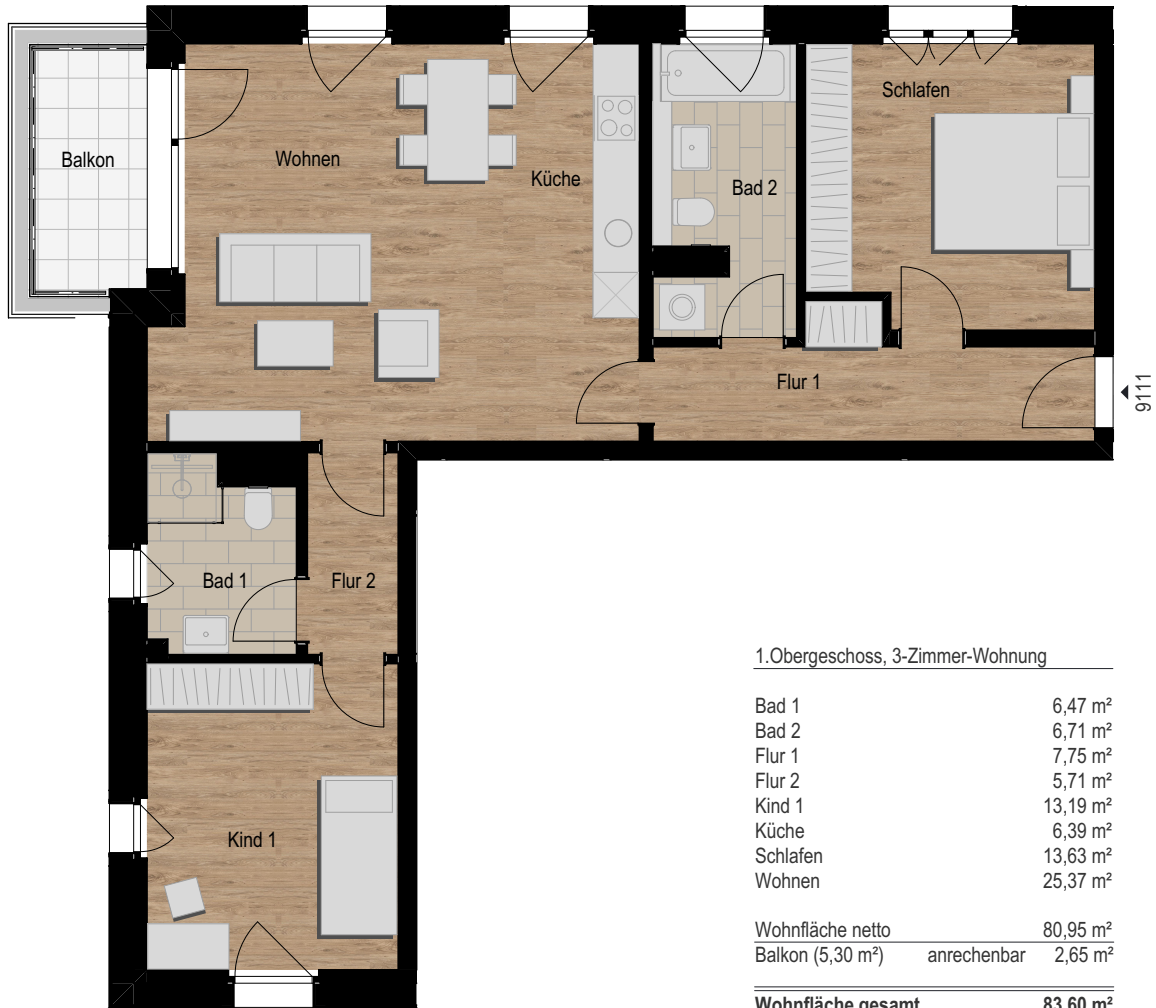 Schlafen
Balkon
Wohnen
Küche
Bad 2
Flur 1
9111
Bad 1
Flur 2
Kind 1
1.Obergeschoss, 3-Zimmer-Wohnung
Bad 1 6,47 m²
Bad 2 6,71 m²
Flur 1 7,75 m²
Flur 2 5,71 m²
Kind 1 13,19 m²
Küche 6,39 m²
Schlafen 13,63 m²
Wohnen 25,37 m²
Wohnfläche netto 80,95 m²
Balkon (5,30 m²) anrechenbar 2,65 m²
Wohnfläche gesamt 83,60 m²